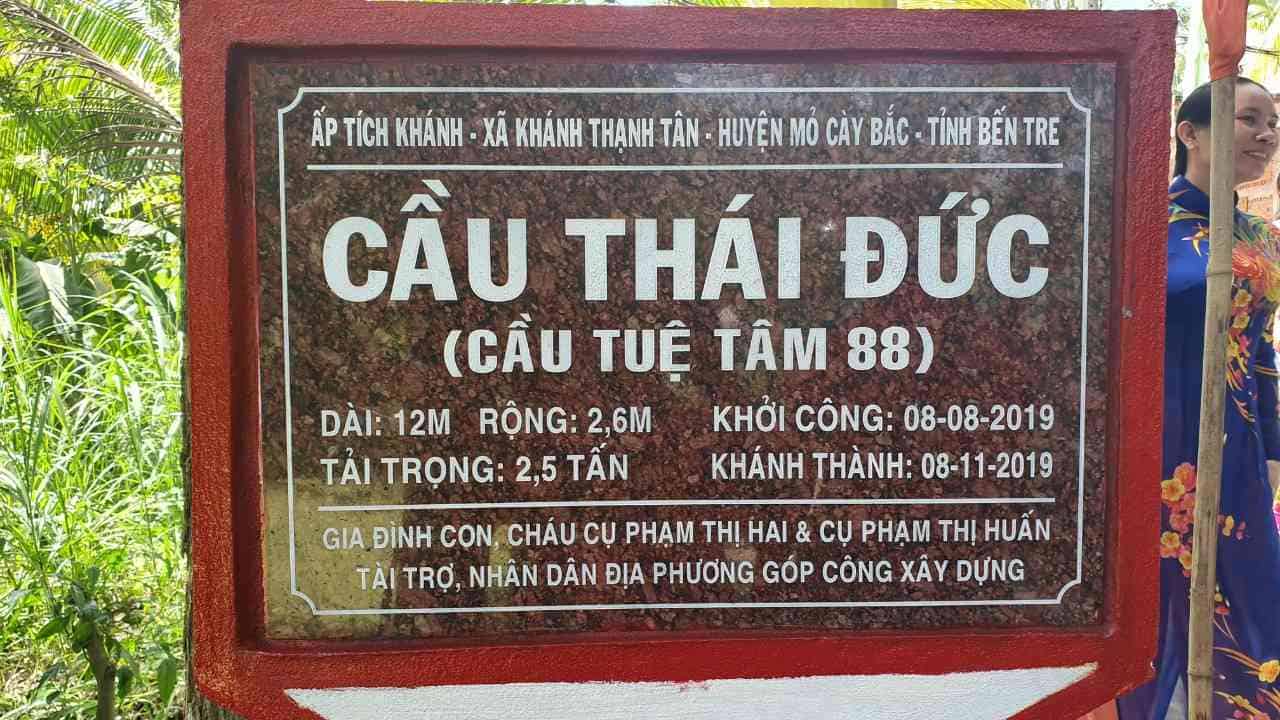 ẤP TÍCH KHÁNH - XÃ KHÁNH THẠNH TÂN - HUYỆN MỎ CÀY BẮC - TỈNH BẾN TRE
CẦU THÁI ĐỨC
(CẦU TUỆ TÂM 88)
DÀI: 12M RỘNG: 2,6M KHỞI CÔNG: 08-08-2019
TẢI TRỌNG: 2,5 TẤN KHÁNH THÀNH: 08-11-2019
GIA ĐÌNH CON, CHÁU CỤ PHẠM THỊ HAI & CỤ PHẠM THỊ HUẤN
TÀI TRỢ, NHÂN DÂN ĐỊA PHƯƠNG GÓP CÔNG XÂY DỰNG